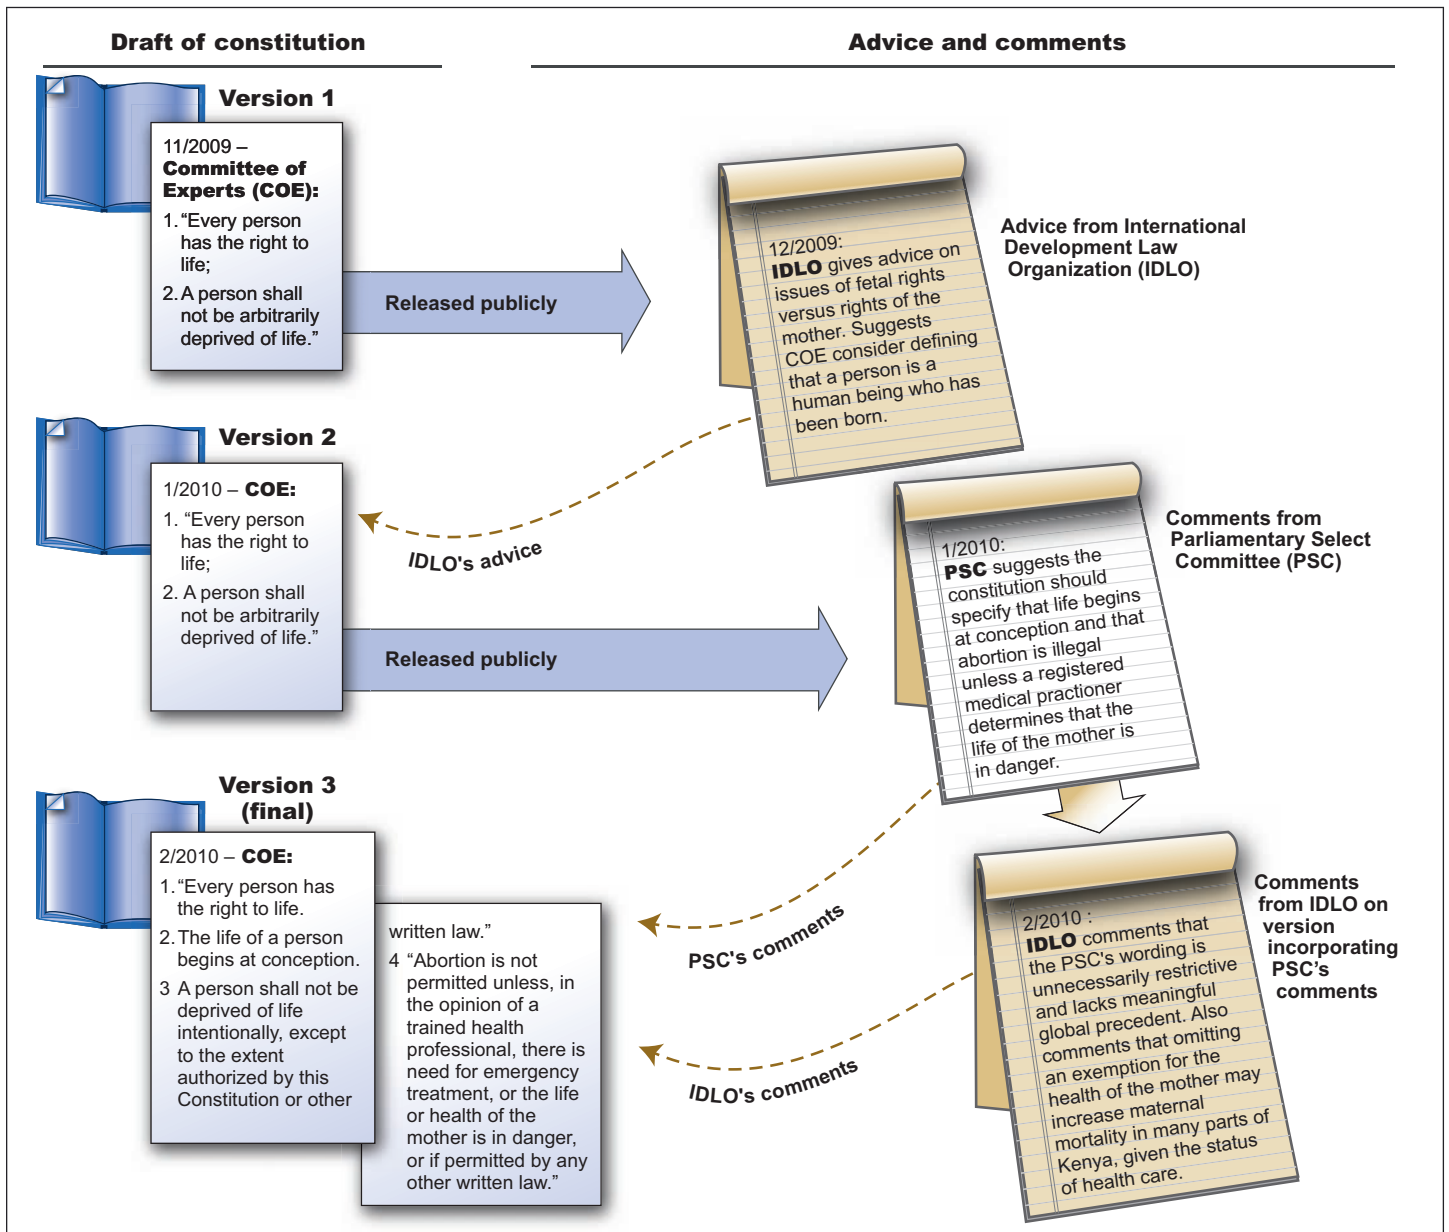 Draft of constitution
Advice and comments
Version 1
11/2009 –
Committee of
Experts (COE):
1. “Every person
has the right to
life;
2. A person shall
not be arbitrarily
deprived of life.”
Released publicly
12/2009:
IDLO gives advice on
issues of fetal rights
versus rights of the
mother. Suggests
COE consider defining
that a person is a
human being who has
been born.
Advice from International
Development Law
Organization (IDLO)
Version 2
1/2010 – COE:
1. “Every person
has the right to
life;
2. A person shall
not be arbitrarily
deprived of life.”
IDLO's advice
Released publicly
1/2010:
PSC suggests the
constitution should
specify that life begins
at conception and that
abortion is illegal
unless a registered
medical practioner
determines that the
life of the mother is
in danger.
Comments from
Parliamentary Select
Committee (PSC)
Version 3
(final)
2/2010 – COE:
1. “Every person has
the right to life.
2. The life of a person
begins at conception.
3 A person shall not be
deprived of life
intentionally, except
to the extent
authorized by this
Constitution or other
written law.”
4 “Abortion is not
permitted unless, in
the opinion of a
trained health
professional, there is
need for emergency
treatment, or the life
or health of the
mother is in danger,
or if permitted by any
other written law.”
PSC's comments
IDLO's comments
2/2010 :
IDLO comments that
the PSC's wording is
unnecessarily restrictive
and lacks meaningful
global precedent. Also
comments that omitting
an exemption for the
health of the mother may
increase maternal
mortality in many parts of
Kenya, given the status
of health care.
Comments
from IDLO on
version
incorporating
PSC’s
comments